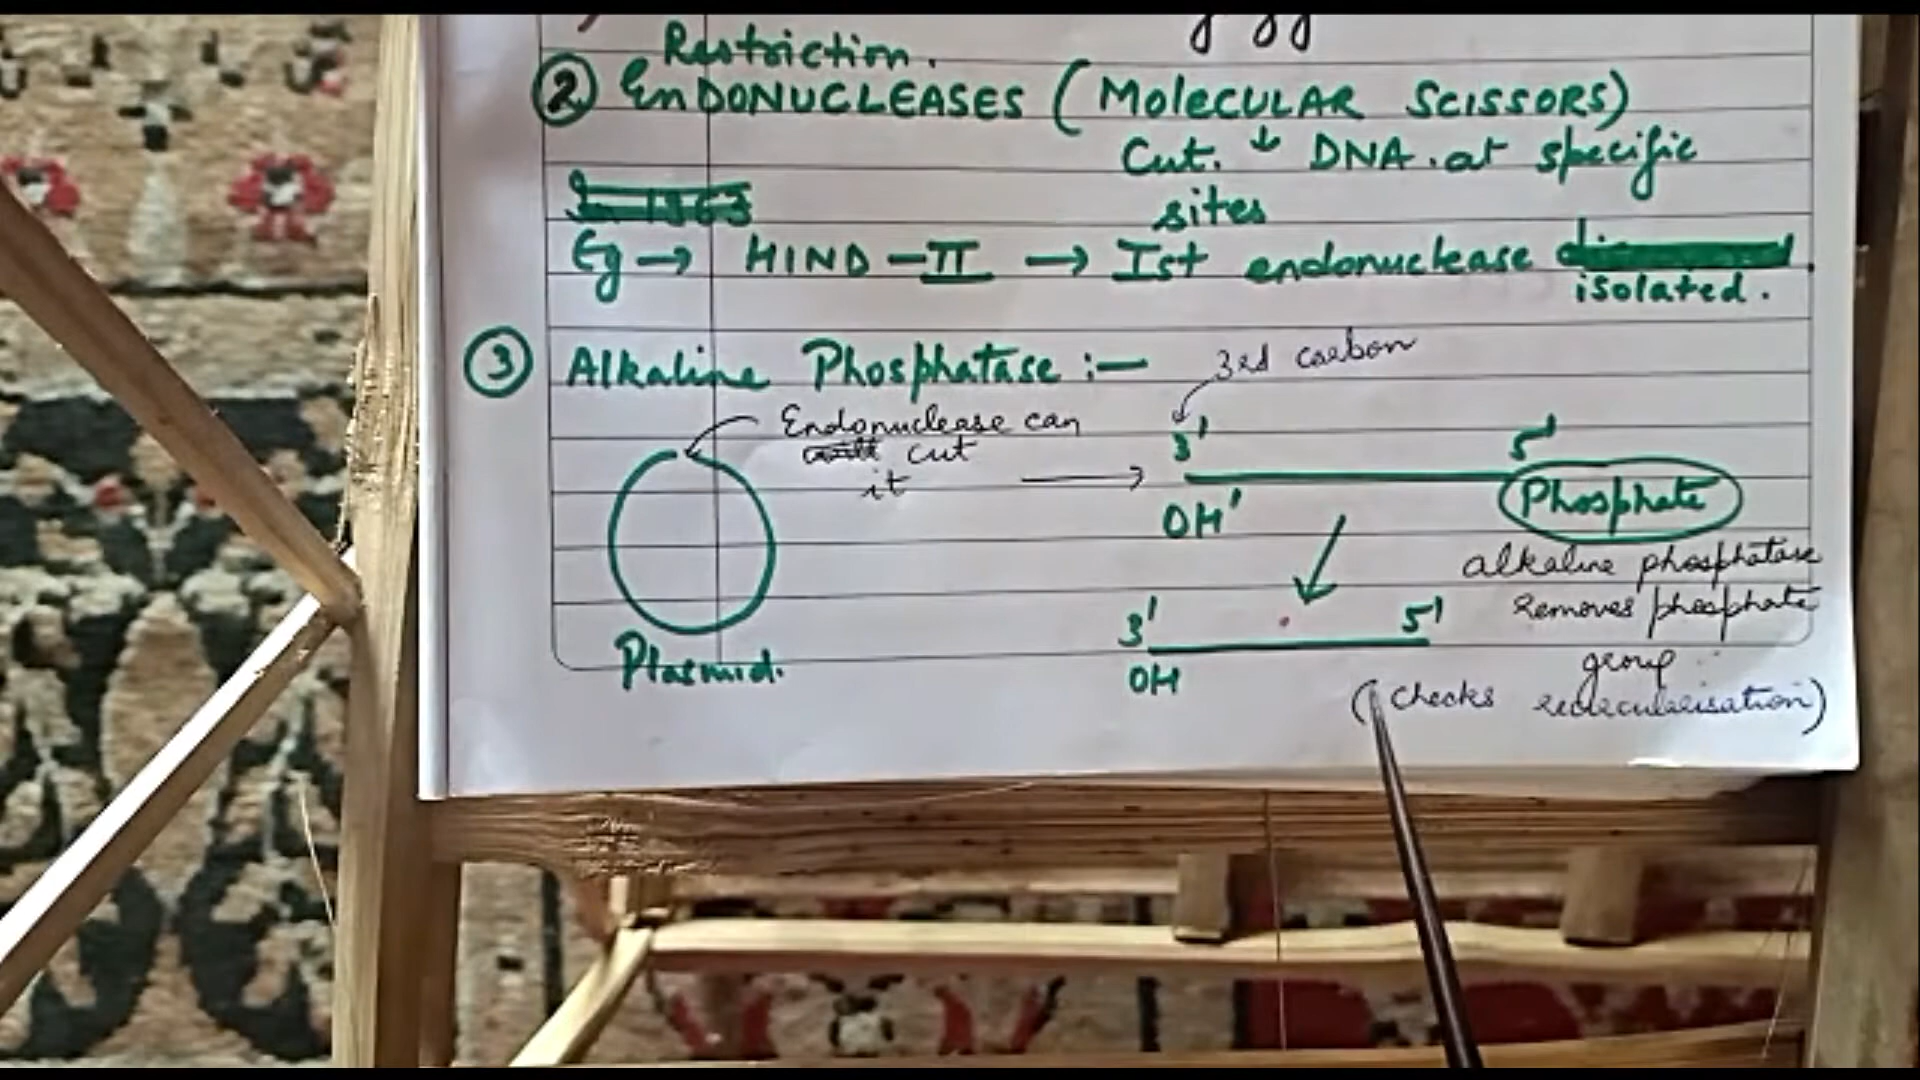 Restriction.
② ENDONUCLEASES (MOLECULAR SCISSORS)
Cut ↓ DNA at specific
sites
Eg → HIND - II → Ist endonuclease
isolated.
③ Alkaline Phosphatase :-
3rd carbon
Endonuclease can
cut
it
3' 5'
OH' Phosphate
alkaline phosphatase
removes phosphate
group
3' 5'
OH
(checks recircularisation)
Plasmid.